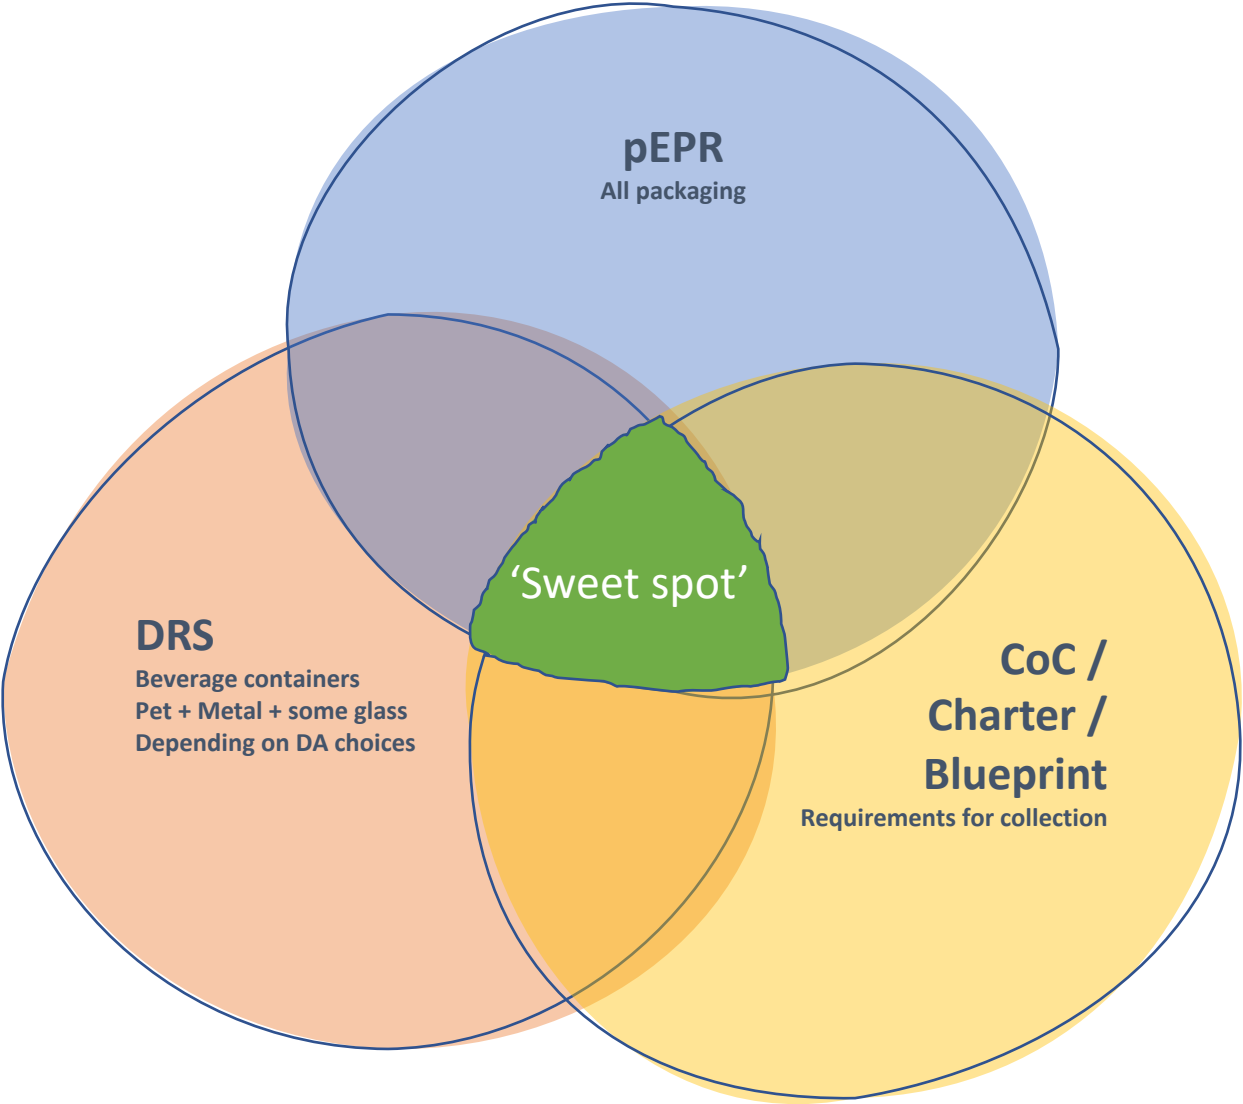 pEPR
All packaging
‘Sweet spot’
DRS
Beverage containers
Pet + Metal + some glass
Depending on DA choices
CoC /
Charter /
Blueprint
Requirements for collection